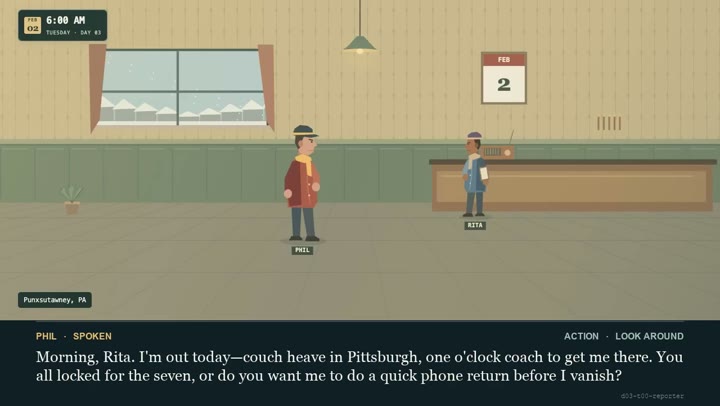 FEB
02
6:00 AM
TUESDAY · DAY 03
FEB
2
PHIL
RITA
Punxsutawney, PA
PHIL · SPOKEN
ACTION · LOOK AROUND
Morning, Rita. I'm out today—couch heave in Pittsburgh, one o'clock coach to get me there. You
all locked for the seven, or do you want me to do a quick phone return before I vanish?
d03-t00-reporter